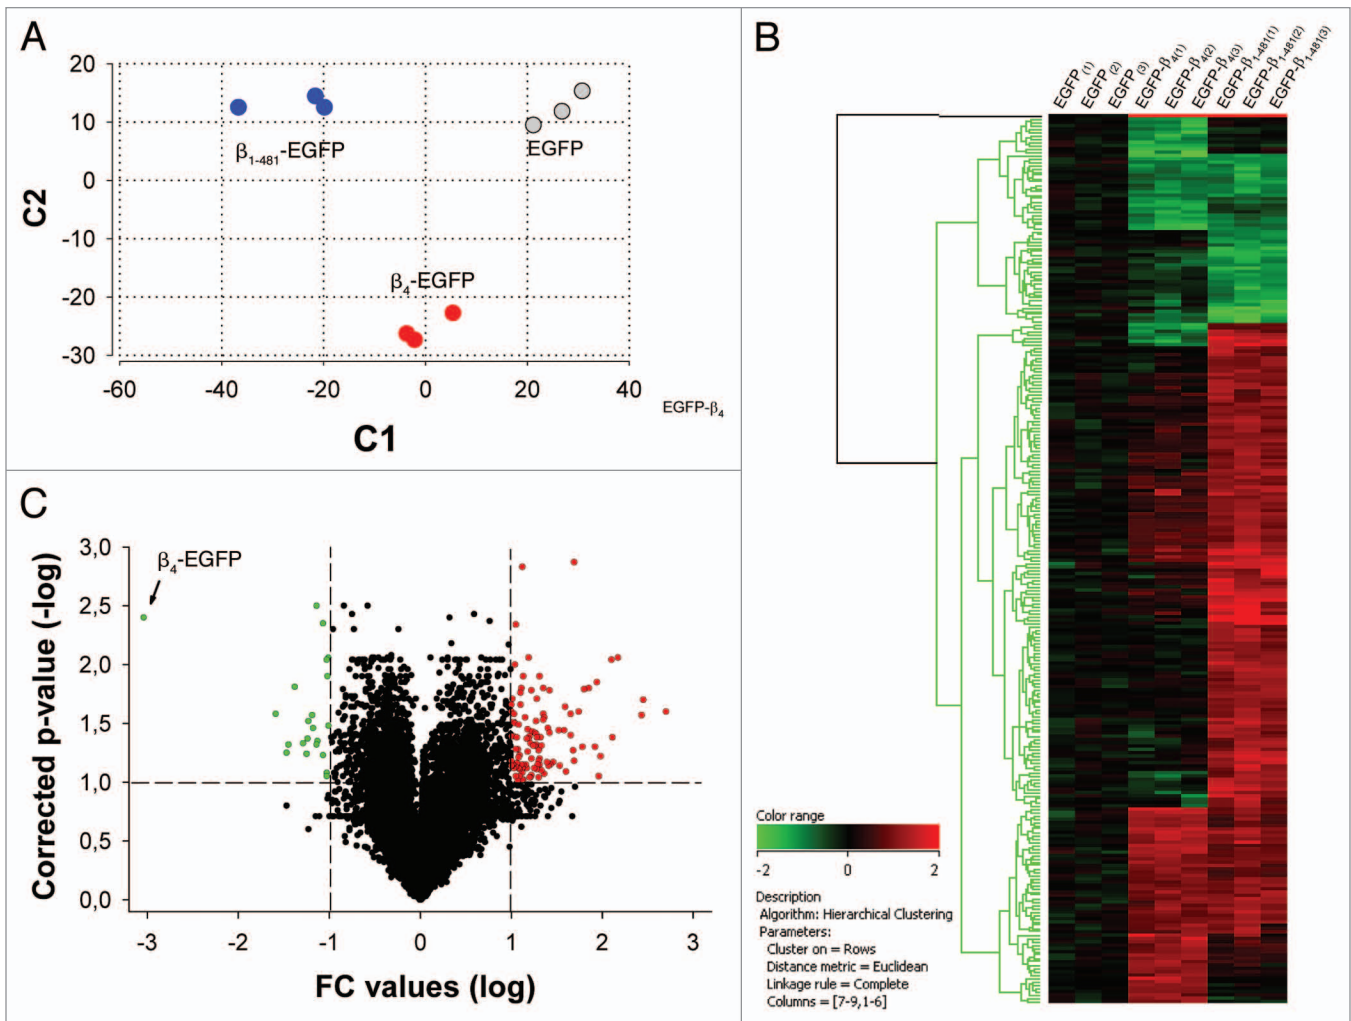 A
20
10
0
-10
-20
-30
C2
β1-481-EGFP
EGFP
β4-EGFP
-60 -40 -20 0 20 40
EGFP-β4
C1
B
EGFP(1)
EGFP(2)
EGFP(3)
EGFP-β4(1)
EGFP-β4(2)
EGFP-β4(3)
EGFP-β1-481(1)
EGFP-β1-481(2)
EGFP-β1-481(3)
Color range
-2 0 2
Description
Algorithm: Hierarchical Clustering
Parameters:
Cluster on = Rows
Distance metric = Euclidean
Linkage rule = Complete
Columns = [7-9,1-6]
C
3,0
2.5
2.0
1.5
1.0
0.5
0,0
Corrected p-value (-log)
β4-EGFP
-3 -2 -1 0 1 2 3
FC values (log)